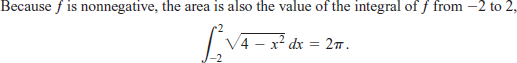 Because f is nonnegative, the area is also the value of the integral of f from −2 to 2,
∫_{−2}^{2} √(4 − x²) dx = 2π.